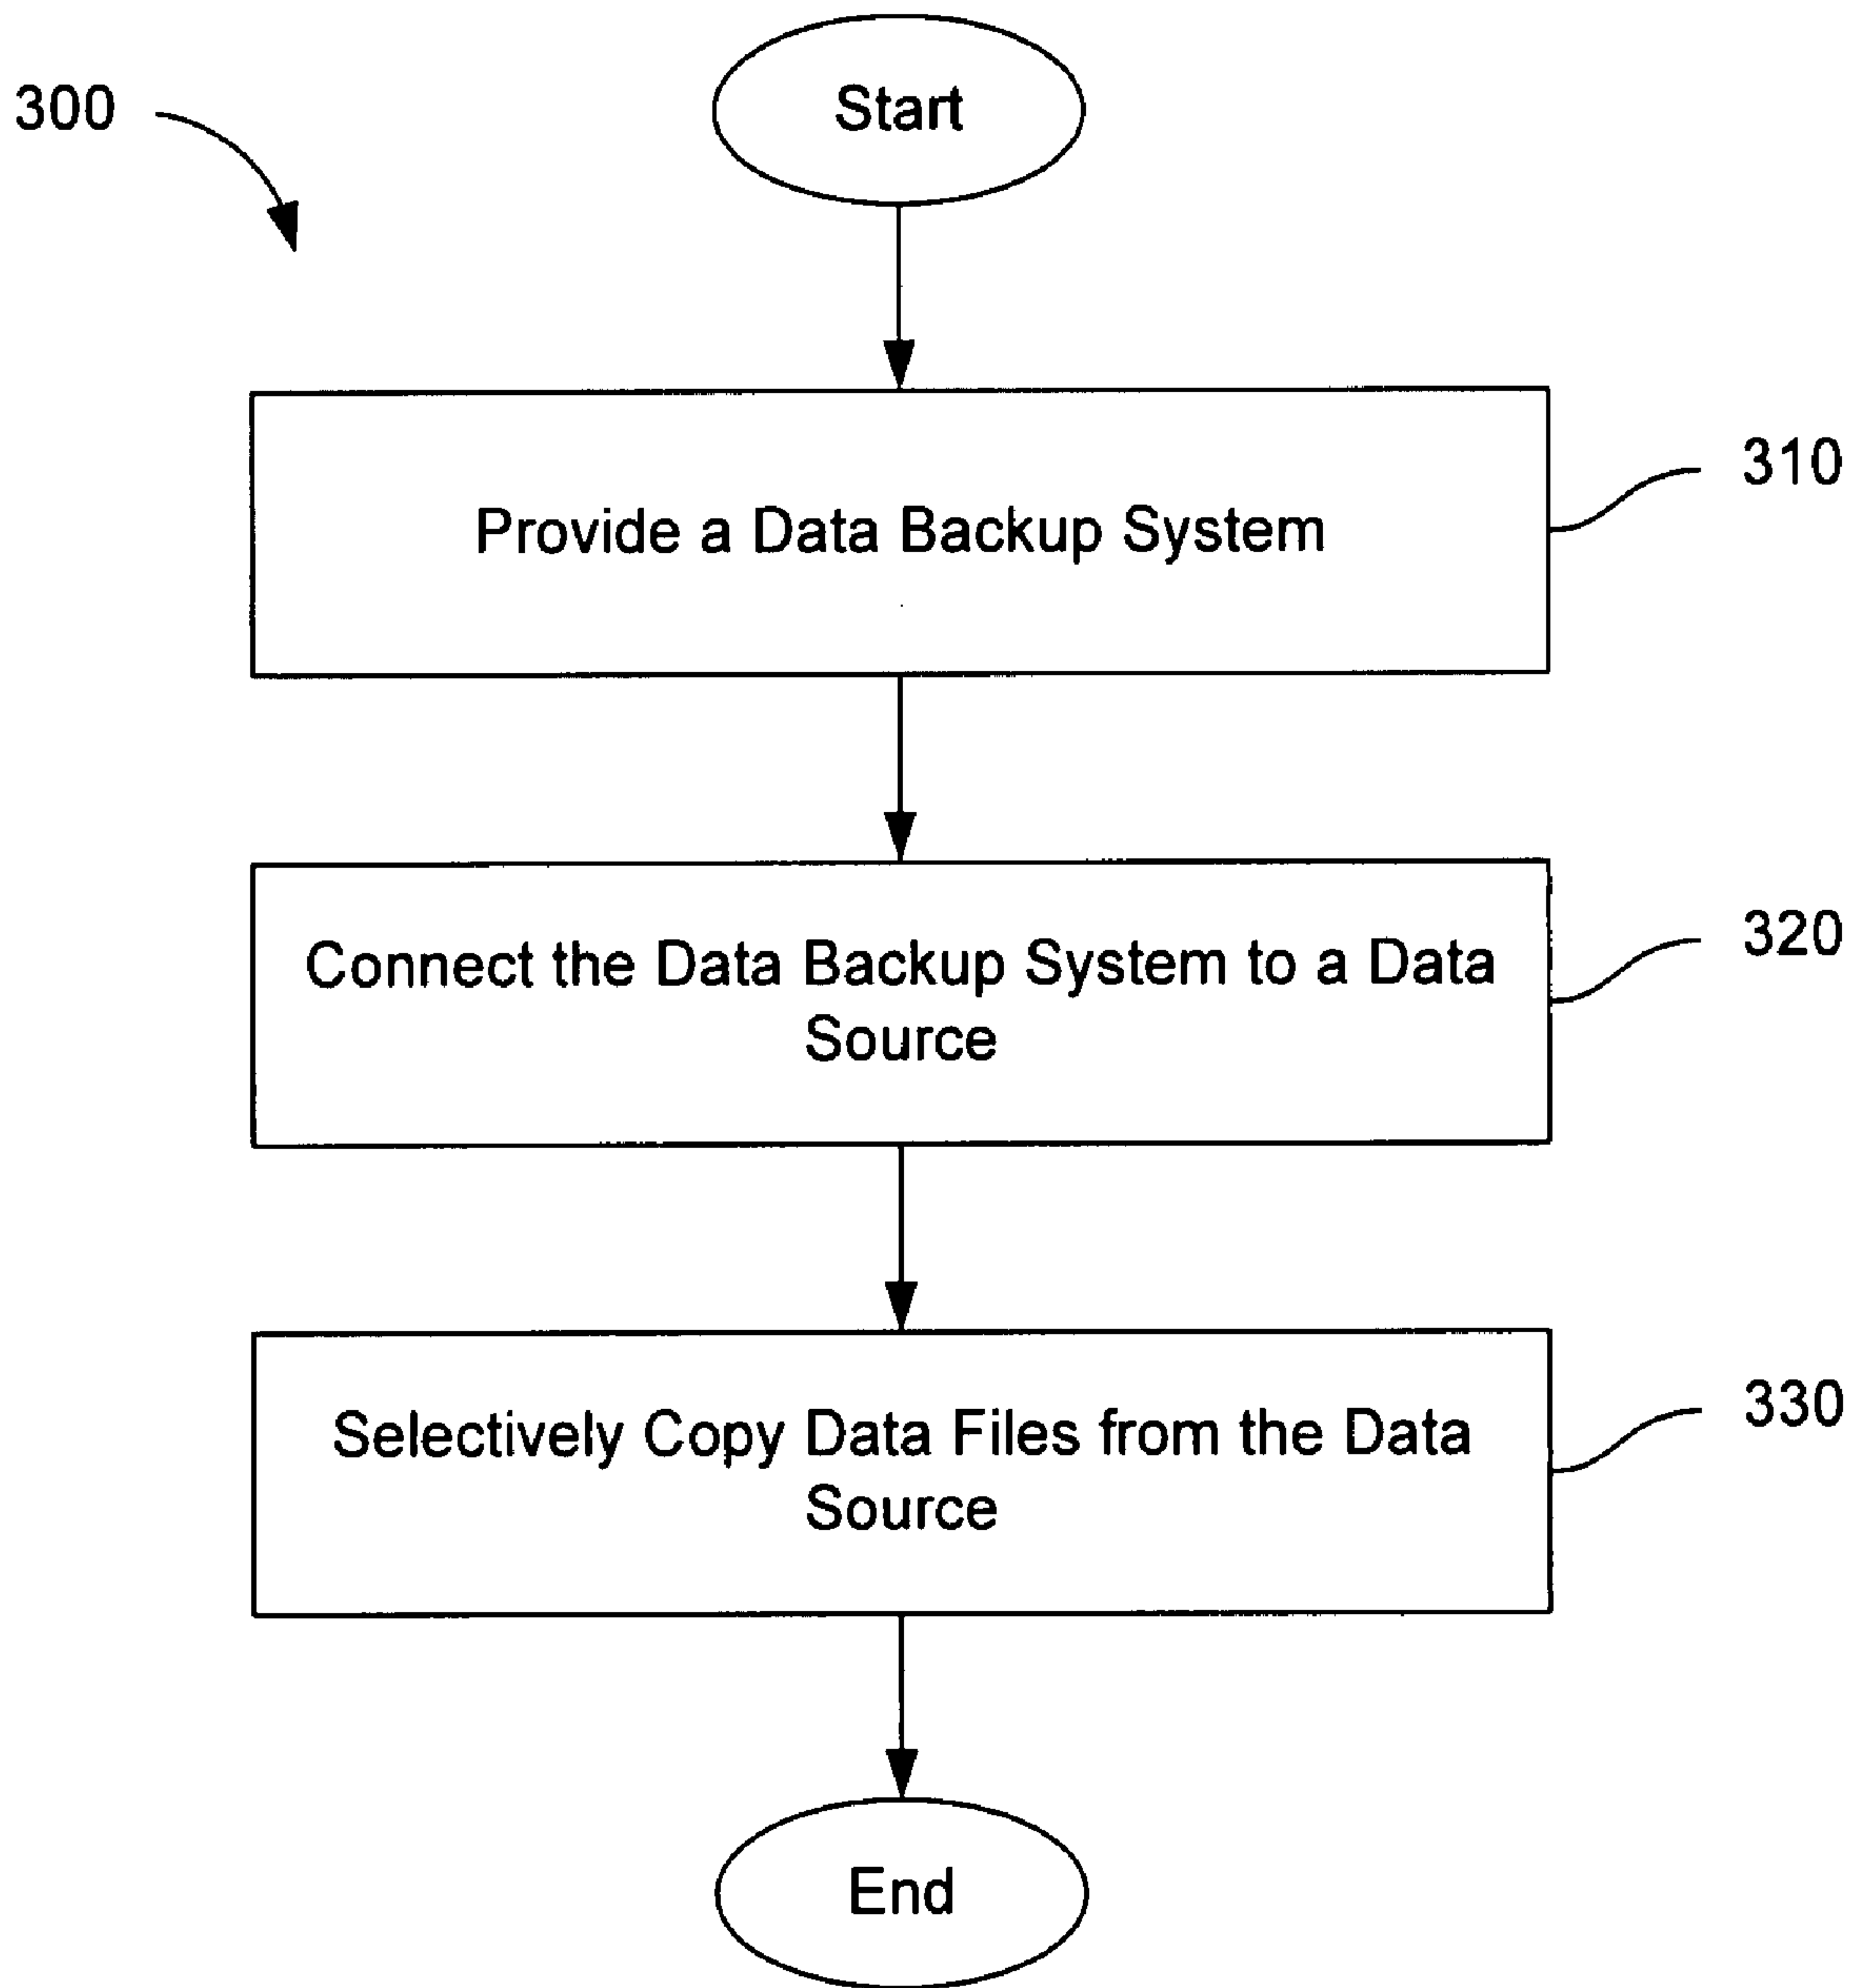 300
Start
310
Provide a Data Backup System
320
Connect the Data Backup System to a Data
Source
330
Selectively Copy Data Files from the Data
Source
End